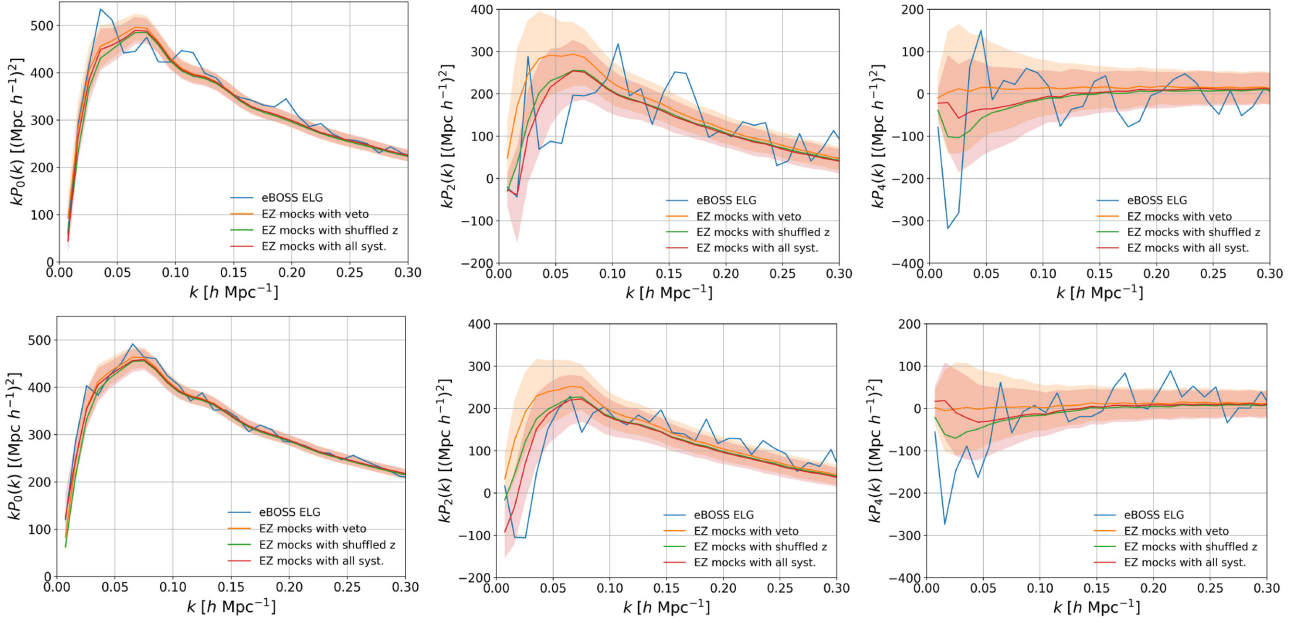 500
400
300
200
100
0
kP₀(k) [(Mpc h⁻¹)²]
eBOSS ELG
EZ mocks with veto
EZ mocks with shuffled z
EZ mocks with all syst.
0.00 0.05 0.10 0.15 0.20 0.25 0.30
k [h Mpc⁻¹]
400
300
200
100
0
−100
−200
kP₂(k) [(Mpc h⁻¹)²]
eBOSS ELG
EZ mocks with veto
EZ mocks with shuffled z
EZ mocks with all syst.
0.00 0.05 0.10 0.15 0.20 0.25 0.30
k [h Mpc⁻¹]
200
100
0
−100
−200
−300
−400
kP₄(k) [(Mpc h⁻¹)²]
eBOSS ELG
EZ mocks with veto
EZ mocks with shuffled z
EZ mocks with all syst.
0.00 0.05 0.10 0.15 0.20 0.25 0.30
k [h Mpc⁻¹]
500
400
300
200
100
0
kP₀(k) [(Mpc h⁻¹)²]
eBOSS ELG
EZ mocks with veto
EZ mocks with shuffled z
EZ mocks with all syst.
0.00 0.05 0.10 0.15 0.20 0.25 0.30
k [h Mpc⁻¹]
400
300
200
100
0
−100
−200
kP₂(k) [(Mpc h⁻¹)²]
eBOSS ELG
EZ mocks with veto
EZ mocks with shuffled z
EZ mocks with all syst.
0.00 0.05 0.10 0.15 0.20 0.25 0.30
k [h Mpc⁻¹]
200
100
0
−100
−200
−300
−400
kP₄(k) [(Mpc h⁻¹)²]
eBOSS ELG
EZ mocks with veto
EZ mocks with shuffled z
EZ mocks with all syst.
0.00 0.05 0.10 0.15 0.20 0.25 0.30
k [h Mpc⁻¹]